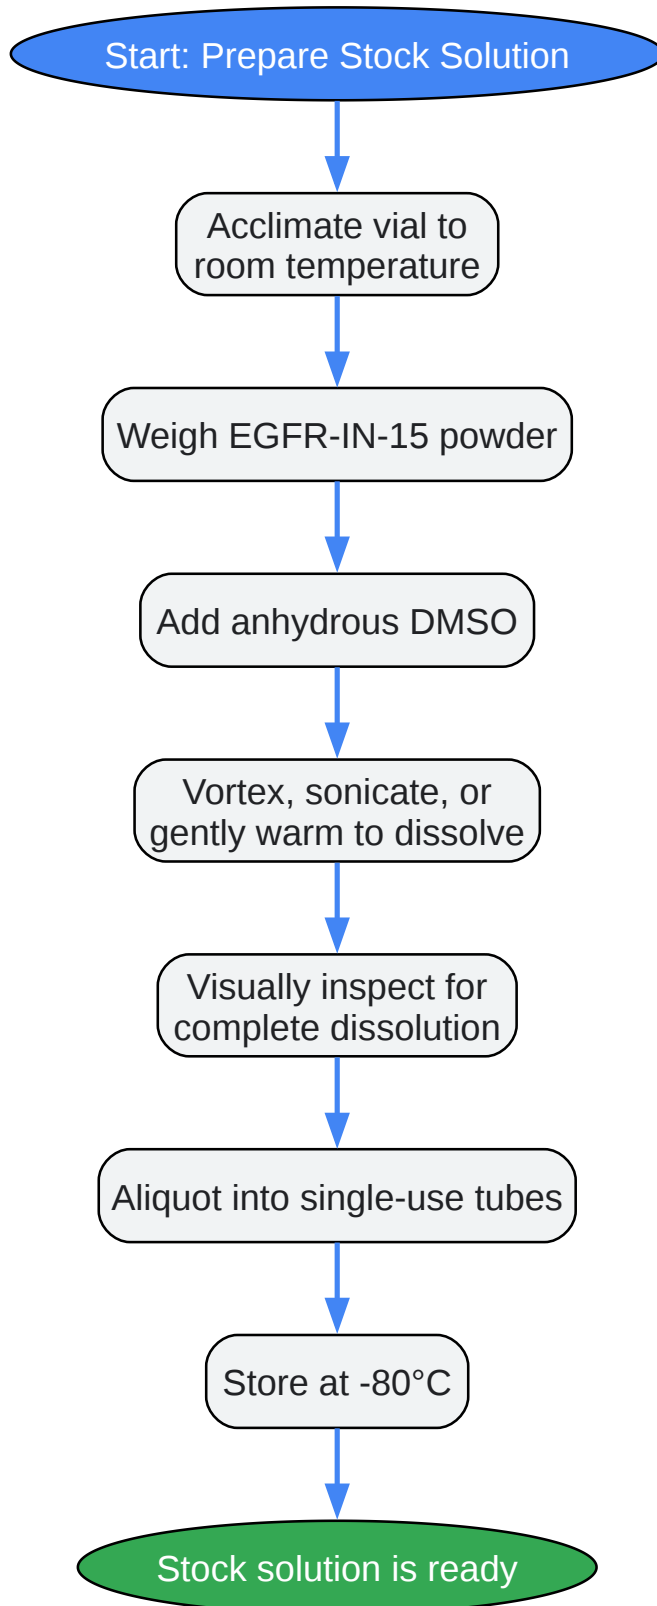 Start: Prepare Stock Solution
Acclimate vial to
room temperature
Weigh EGFR-IN-15 powder
Add anhydrous DMSO
Vortex, sonicate, or
gently warm to dissolve
Visually inspect for
complete dissolution
Aliquot into single-use tubes
Store at -80°C
Stock solution is ready